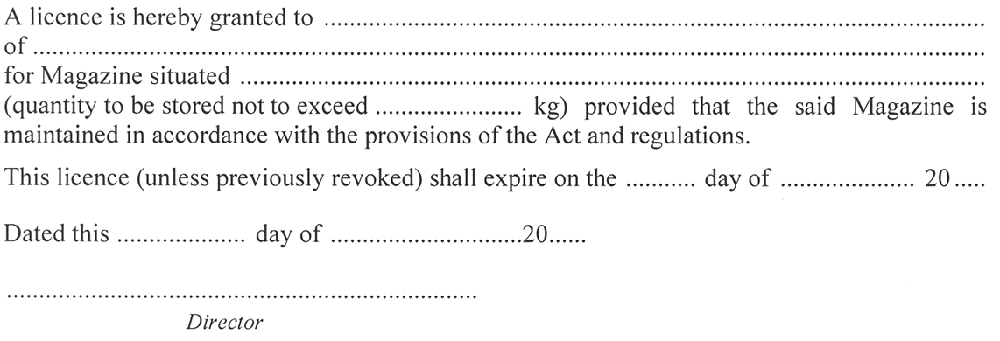 A licence is hereby granted to ....................................................................................................
of ....................................................................................................................................................
for Magazine situated ................................................................................................................
(quantity to be stored not to exceed ....................... kg) provided that the said Magazine is
maintained in accordance with the provisions of the Act and regulations.
This licence (unless previously revoked) shall expire on the ........... day of ..................... 20.....
Dated this .................... day of ..............................20......
..........................................................................
Director